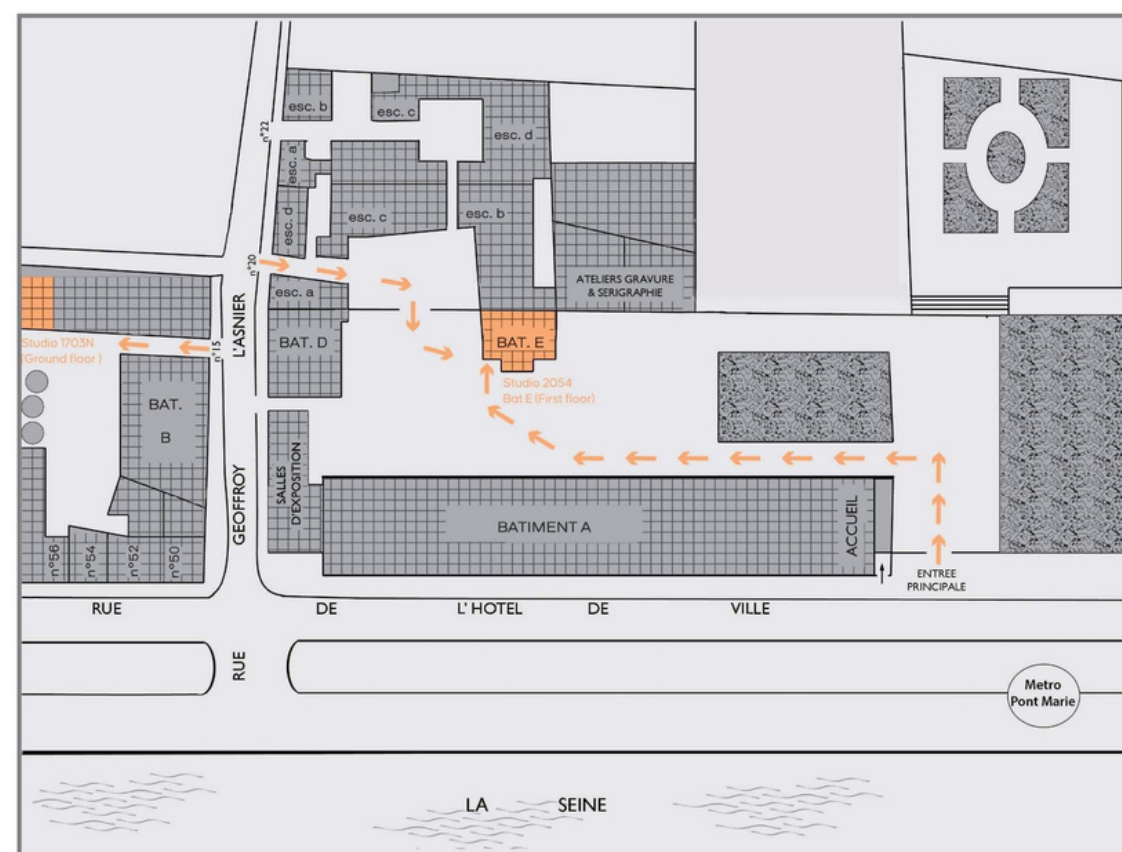 esc. b
esc. c
n°22
esc. d
esc. a
esc. d
esc. c
esc. b
n°20
esc. a
ATELIERS GRAVURE
& SERIGRAPHIE
L'ASNIER
BAT. D
BAT. E
Studio 1703N
(Ground floor )
n°15
Studio 2054
Bat E (First floor)
BAT.
B
GEOFFROY
SALLES
D'EXPOSITION
BATIMENT A
ACCUEIL
n°56
n°54
n°52
n°50
ENTREE
PRINCIPALE
RUE DE L' HOTEL DE VILLE
RUE
Metro
Pont Marie
LA SEINE